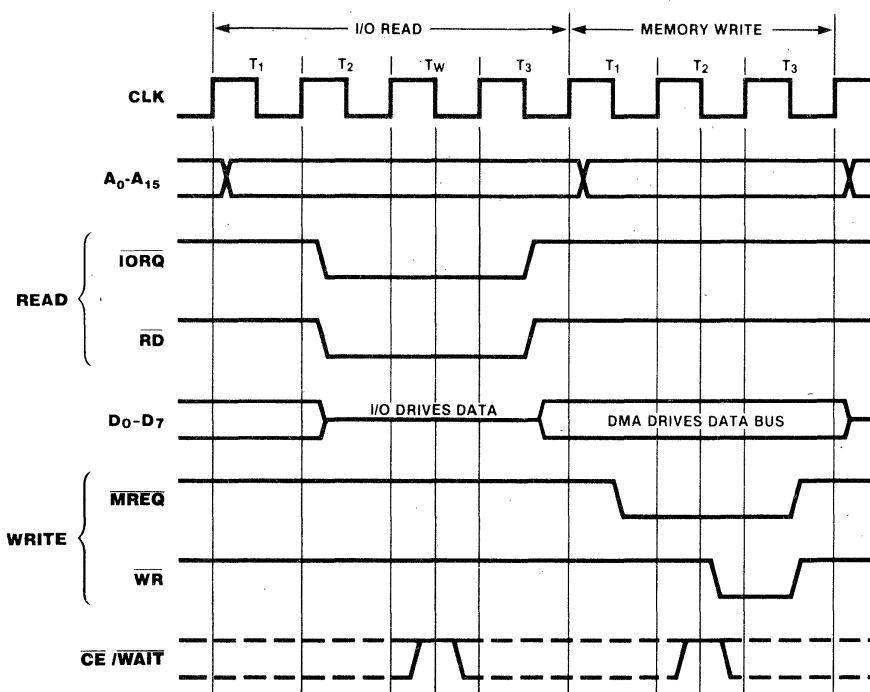 I/O READ MEMORY WRITE
T1 T2 TW T3 T1 T2 T3
CLK
A0-A15
IORQ
READ
RD
I/O DRIVES DATA
D0-D7
DMA DRIVES DATA BUS
MREQ
WRITE
WR
CE /WAIT